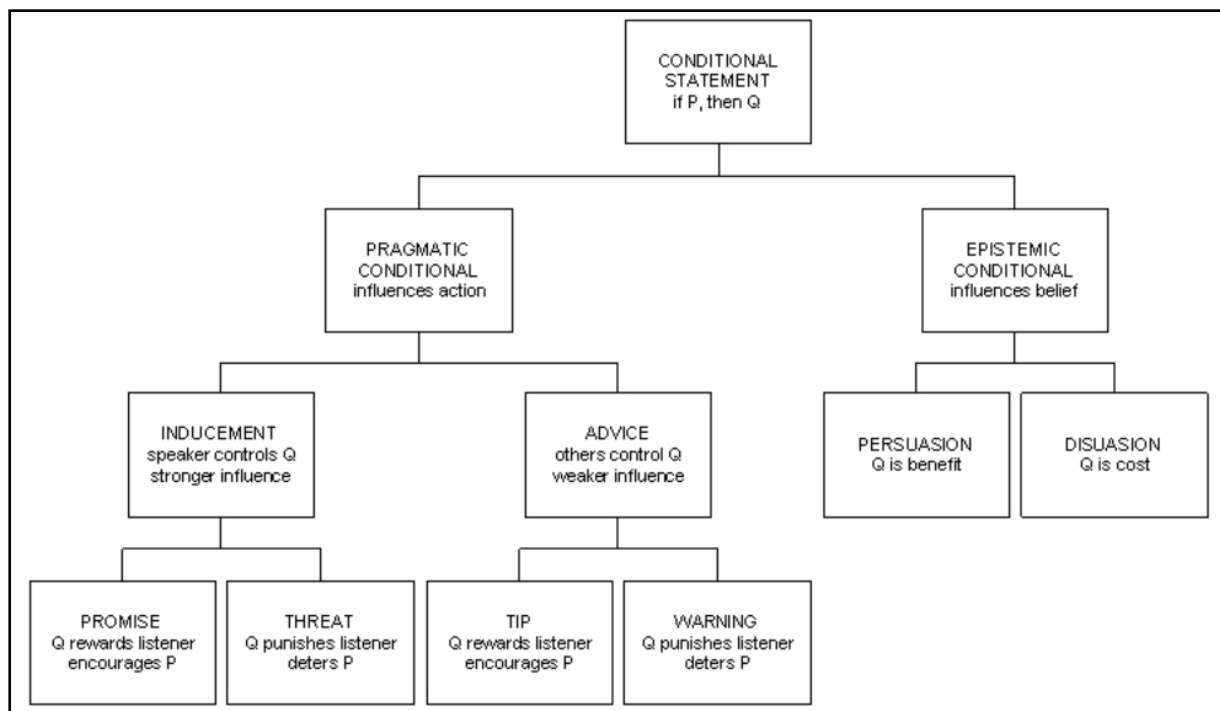 CONDITIONAL
STATEMENT
if P, then Q
PRAGMATIC
CONDITIONAL
influences action
EPISTEMIC
CONDITIONAL
influences belief
INDUCEMENT
speaker controls Q
stronger influence
ADVICE
others control Q
weaker influence
PERSUASION
Q is benefit
DISUASION
Q is cost
PROMISE
Q rewards listener
encourages P
THREAT
Q punishes listener
deters P
TIP
Q rewards listener
encourages P
WARNING
Q punishes listener
deters P